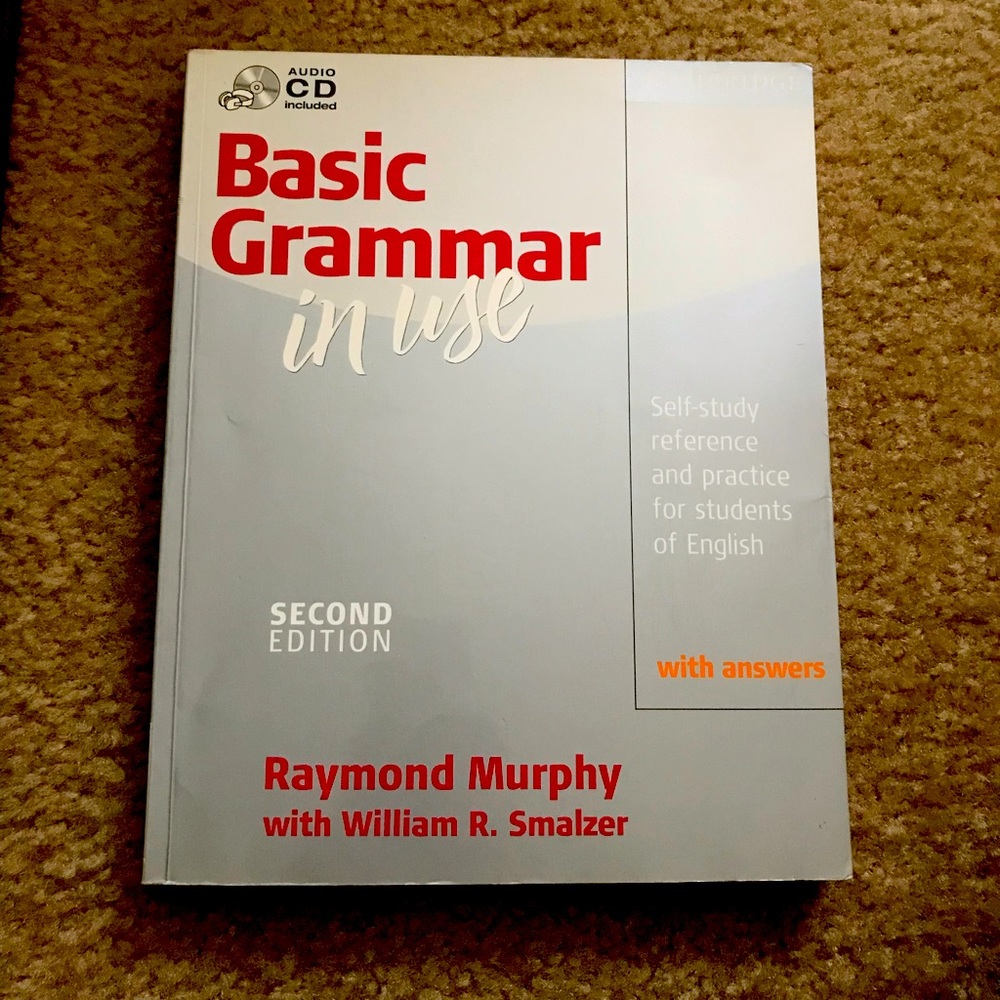 AUDIO
CD
included
Basic
Grammar
in use
Self-study
reference
and practice
for students
of English
SECOND
EDITION
with answers
Raymond Murphy
with William R. Smalzer